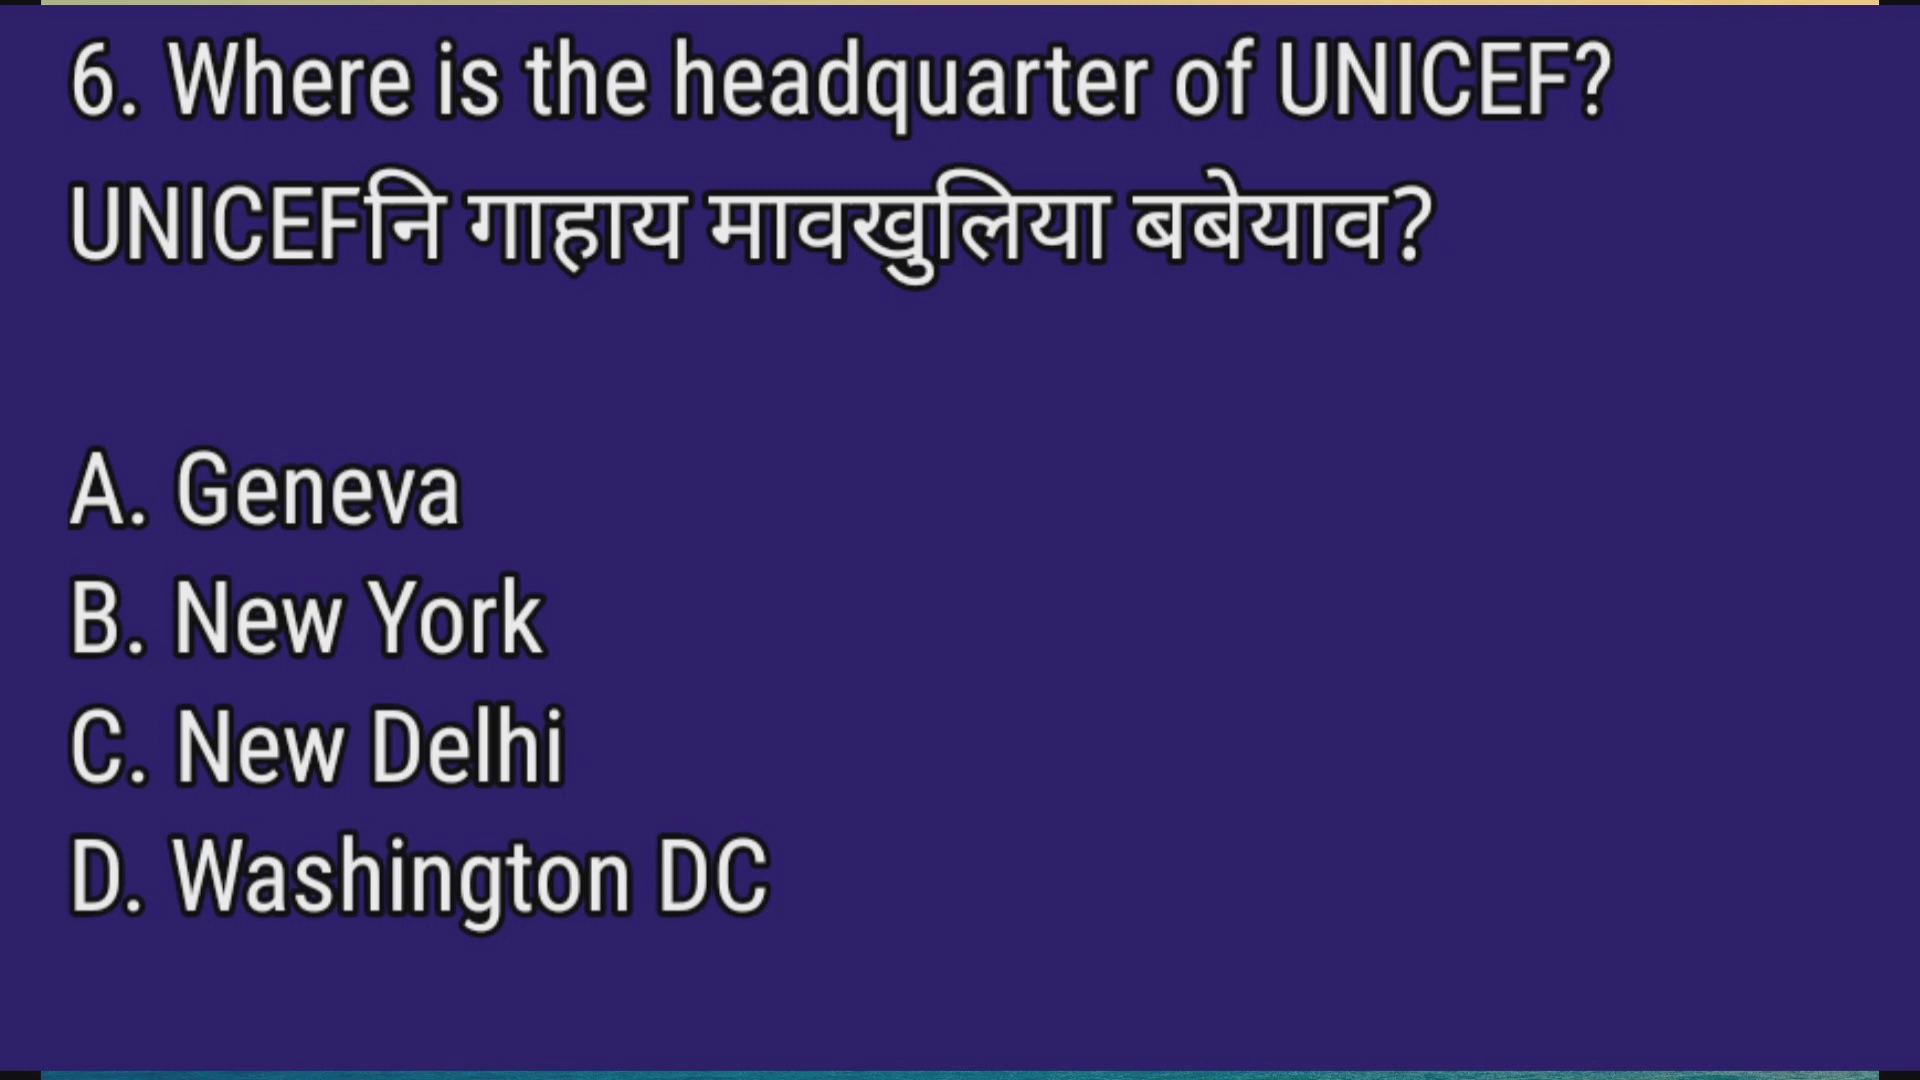 6. Where is the headquarter of UNICEF?
UNICEFनि गाहाय मावखुलिया बबेयाव?
A. Geneva
B. New York
C. New Delhi
D. Washington DC